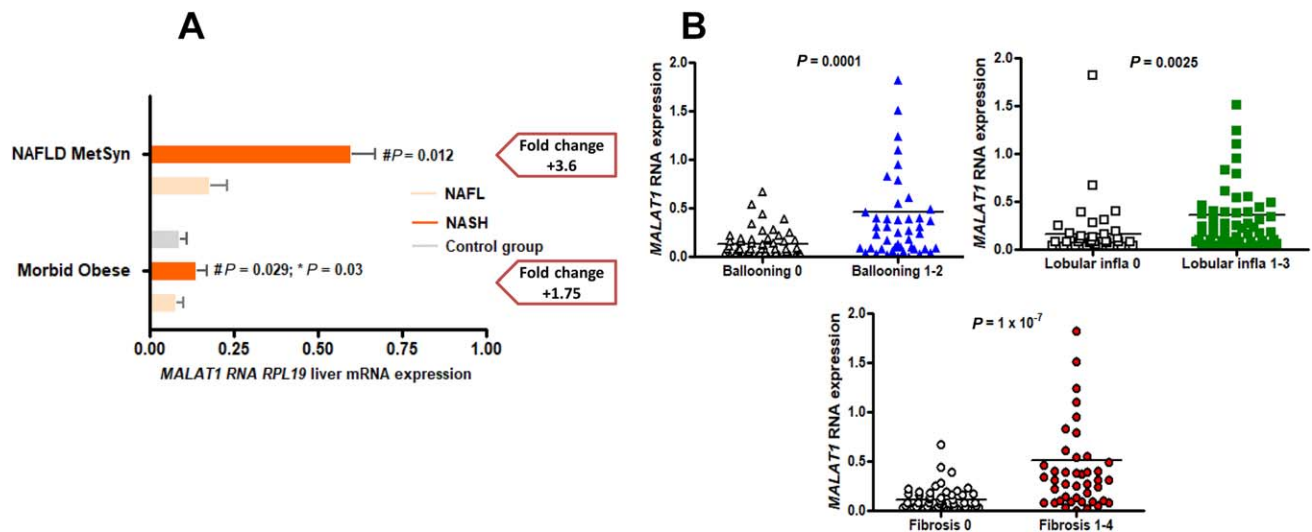 A
NAFLD MetSyn
#P = 0.012
Fold change
+3.6
NAFL
NASH
Control group
Morbid Obese
#P = 0.029; * P = 0.03
Fold change
+1.75
0.00 0.25 0.50 0.75 1.00
MALAT1 RNA RPL19 liver mRNA expression
B
P = 0.0001
MALAT1 RNA expression
2.0
1.5
1.0
0.5
0.0
Ballooning 0 Ballooning 1-2
P = 0.0025
MALAT1 RNA expression
2.0
1.5
1.0
0.5
0.0
Lobular infla 0 Lobular infla 1-3
P = 1 x 10⁻⁷
MALAT1 RNA expression
2.0
1.5
1.0
0.5
0.0
Fibrosis 0 Fibrosis 1-4